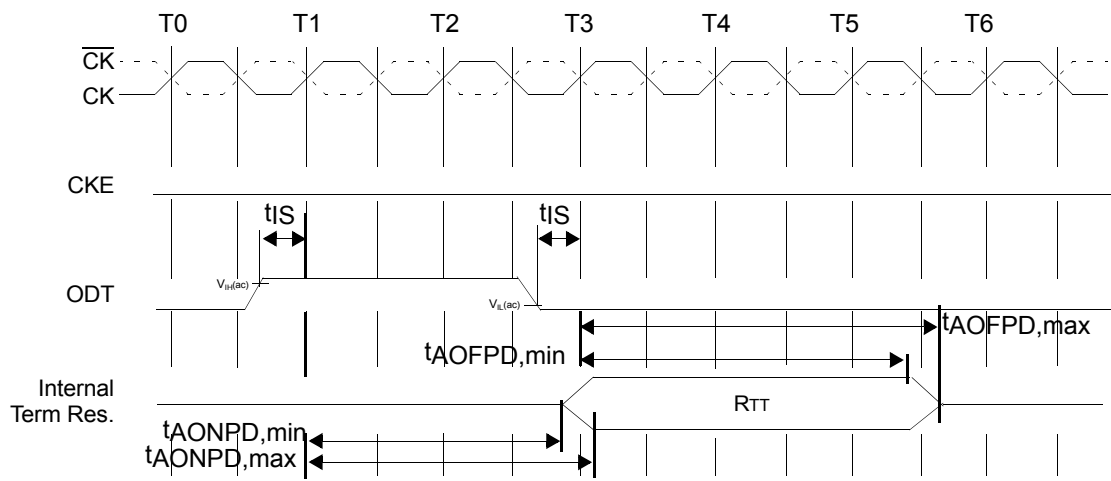 T0 T1 T2 T3 T4 T5 T6
CK
CK
CKE
tIS tIS
VIH(ac)
ODT
VIL(ac)
tAOFPD,max
tAOFPD,min
Internal
Term Res.
RTT
tAONPD,min
tAONPD,max